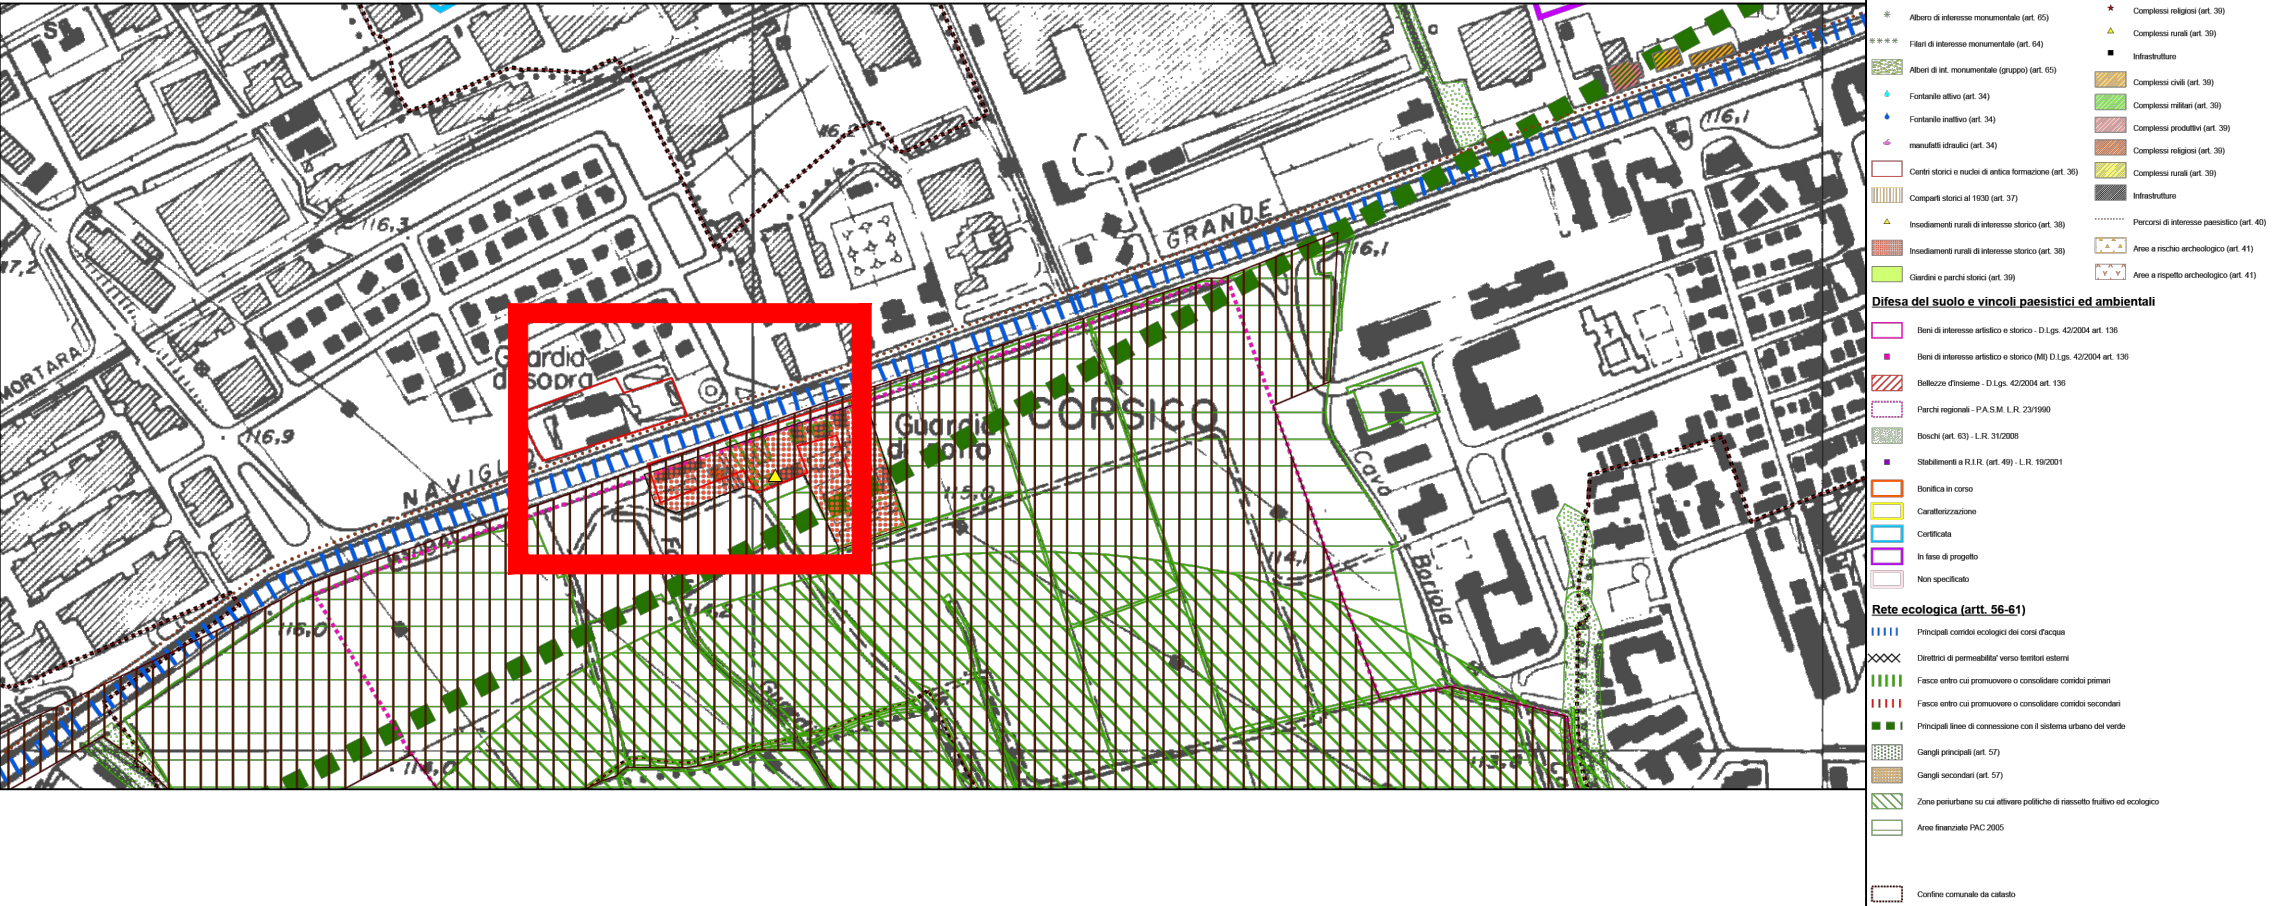 S
116,3
47,2
MORTARA
116,9
NAVIGLIO
GRANDE
Guardia
di sopra
Guardia
di sotto
CORSICO
116,1
16,1
115,0
114,1
Cavo
Boriola
116,0
114,2
114,0
113,8
Albero di interesse monumentale (art. 65)
Filari di interesse monumentale (art. 64)
Alberi di int. monumentale (gruppo) (art. 65)
Fontanile attivo (art. 34)
Fontanile inattivo (art. 34)
manufatti idraulici (art. 34)
Centri storici e nuclei di antica formazione (art. 36)
Comparti storici al 1930 (art. 37)
Insediamenti rurali di interesse storico (art. 38)
Insediamenti rurali di interesse storico (art. 38)
Giardini e parchi storici (art. 39)
Complessi religiosi (art. 39)
Complessi rurali (art. 39)
Infrastrutture
Complessi civili (art. 39)
Complessi militari (art. 39)
Complessi produttivi (art. 39)
Complessi religiosi (art. 39)
Complessi rurali (art. 39)
Infrastrutture
Percorsi di interesse paesistico (art. 40)
Aree a rischio archeologico (art. 41)
Aree a rispetto archeologico (art. 41)
Difesa del suolo e vincoli paesistici ed ambientali
Beni di interesse artistico e storico - D.Lgs. 42/2004 art. 136
Beni di interesse artistico e storico (MI) D.Lgs. 42/2004 art. 136
Bellezze d'insieme - D.Lgs. 42/2004 art. 136
Parchi regionali - P.A.S.M. L.R. 23/1990
Boschi (art. 63) - L.R. 31/2008
Stabilimenti a R.I.R. (art. 49) - L.R. 19/2001
Bonifica in corso
Caratterizzazione
Certificata
In fase di progetto
Non specificato
Rete ecologica (artt. 56-61)
Principali corridoi ecologici dei corsi d'acqua
Direttrici di permeabilita' verso territori esterni
Fasce entro cui promuovere o consolidare corridoi primari
Fasce entro cui promuovere o consolidare corridoi secondari
Principali linee di connessione con il sistema urbano del verde
Gangli principali (art. 57)
Gangli secondari (art. 57)
Zone periurbane su cui attivare politiche di riassetto fruitivo ed ecologico
Aree finanziate PAC 2005
Confine comunale da catasto